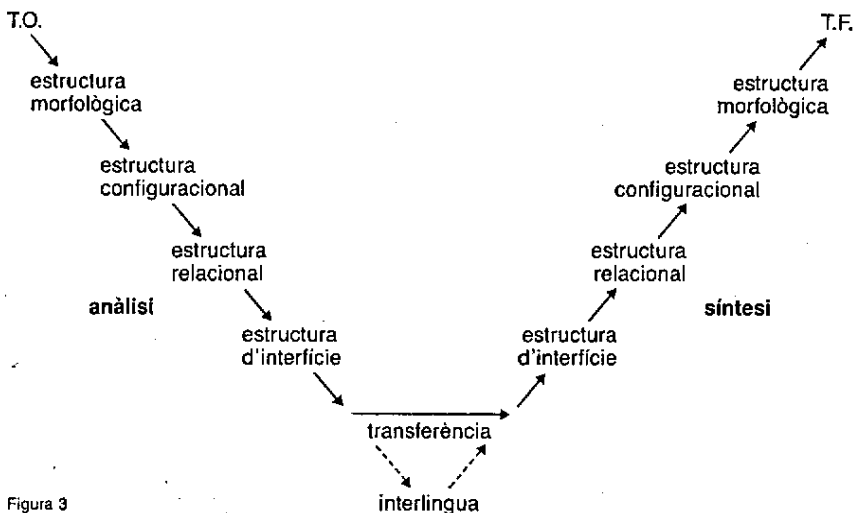 T.O.
T.F.
estructura
morfològica
estructura
morfològica
estructura
configuracional
estructura
configuracional
estructura
relacional
estructura
relacional
anàlisi
síntesi
estructura
d'interfície
estructura
d'interfície
transferència
interlingua
Figura 3